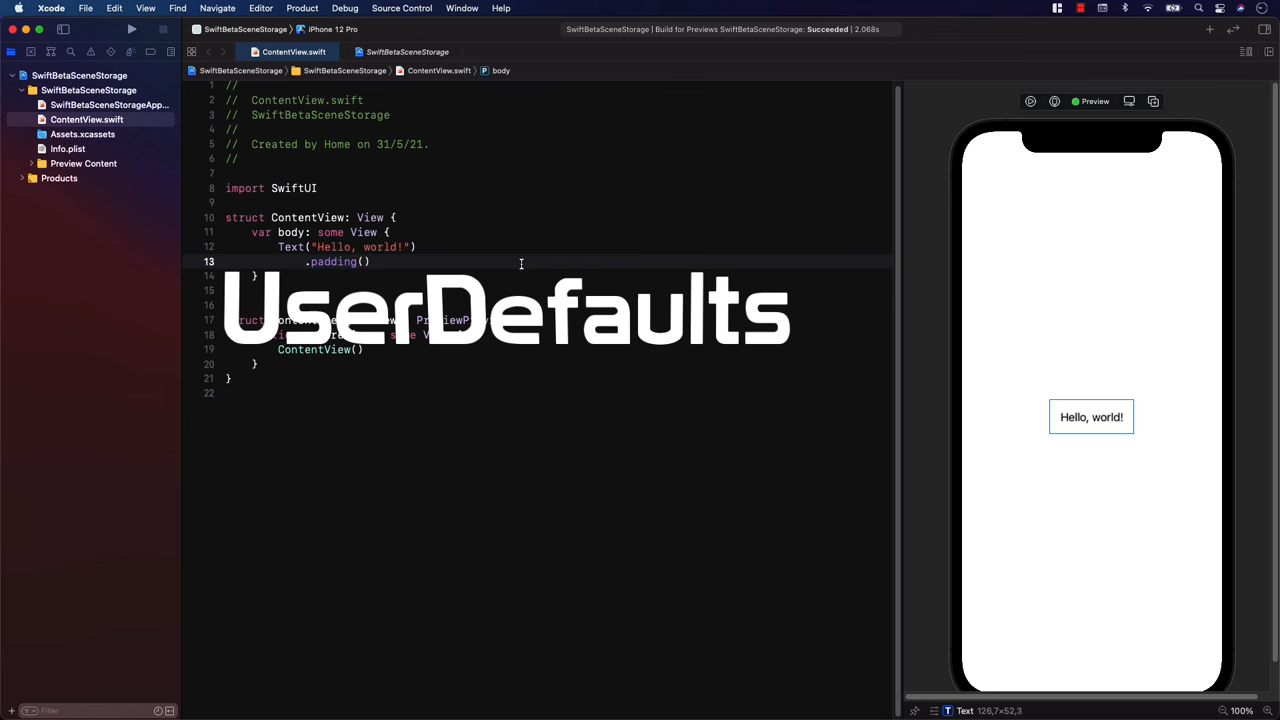 Xcode File Edit View Find Navigate Editor Product Debug Source Control Window Help
SwiftBetaSceneStorage iPhone 12 Pro SwiftBetaSceneStorage | Build for Previews SwiftBetaSceneStorage: Succeeded | 2.068s
ContentView.swift SwiftBetaSceneStorage
SwiftBetaSceneStorage SwiftBetaSceneStorage ContentView.swift body
SwiftBetaSceneStorage
SwiftBetaSceneStorage
SwiftBetaSceneStorageApp...
ContentView.swift
Assets.xcassets
Info.plist
Preview Content
Products
1 //
2 // ContentView.swift
3 // SwiftBetaSceneStorage
4 //
5 // Created by Home on 31/5/21.
6 //
7
8 import SwiftUI
9
10 struct ContentView: View {
11 var body: some View {
12 Text("Hello, world!")
13 .padding()
14 }
15
16
17
18
19 ContentView()
20 }
21 }
22
UserDefaults
Preview
Hello, world!
Filter
Text 126,7×52,3
100%